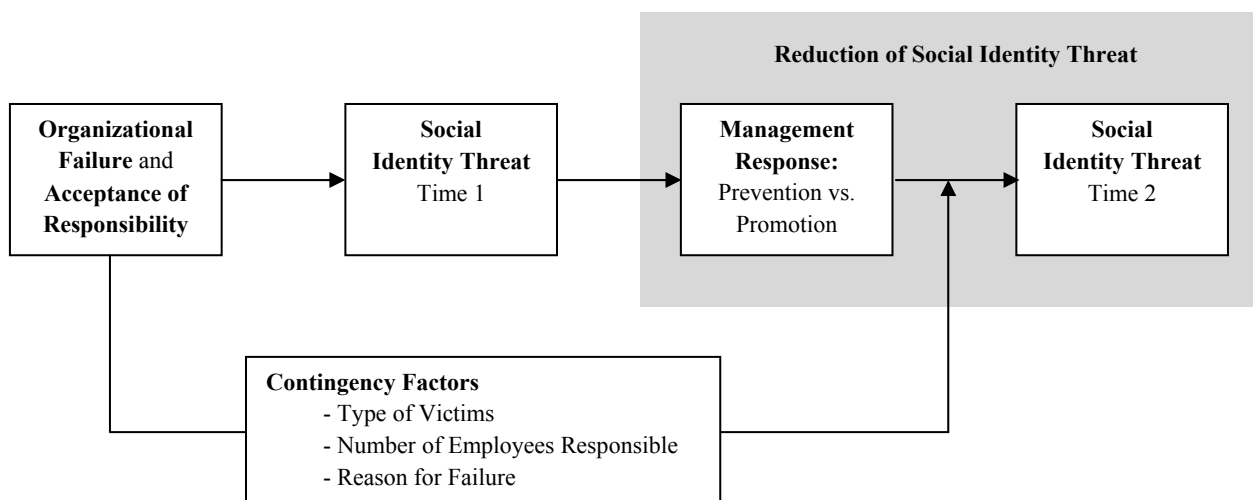 Reduction of Social Identity Threat
Organizational
Failure and
Acceptance of
Responsibility
Social
Identity Threat
Time 1
Management
Response:
Prevention vs.
Promotion
Social
Identity Threat
Time 2
Contingency Factors
- Type of Victims
- Number of Employees Responsible
- Reason for Failure